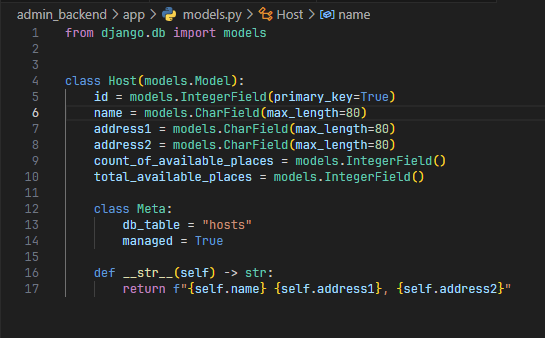 admin_backend > app > models.py > Host > name
1 from django.db import models
2
3
4 class Host(models.Model):
5     id = models.IntegerField(primary_key=True)
6     name = models.CharField(max_length=80)
7     address1 = models.CharField(max_length=80)
8     address2 = models.CharField(max_length=80)
9     count_of_available_places = models.IntegerField()
10     total_available_places = models.IntegerField()
11
12     class Meta:
13         db_table = "hosts"
14         managed = True
15
16     def __str__(self) -> str:
17         return f"{self.name} {self.address1}, {self.address2}"